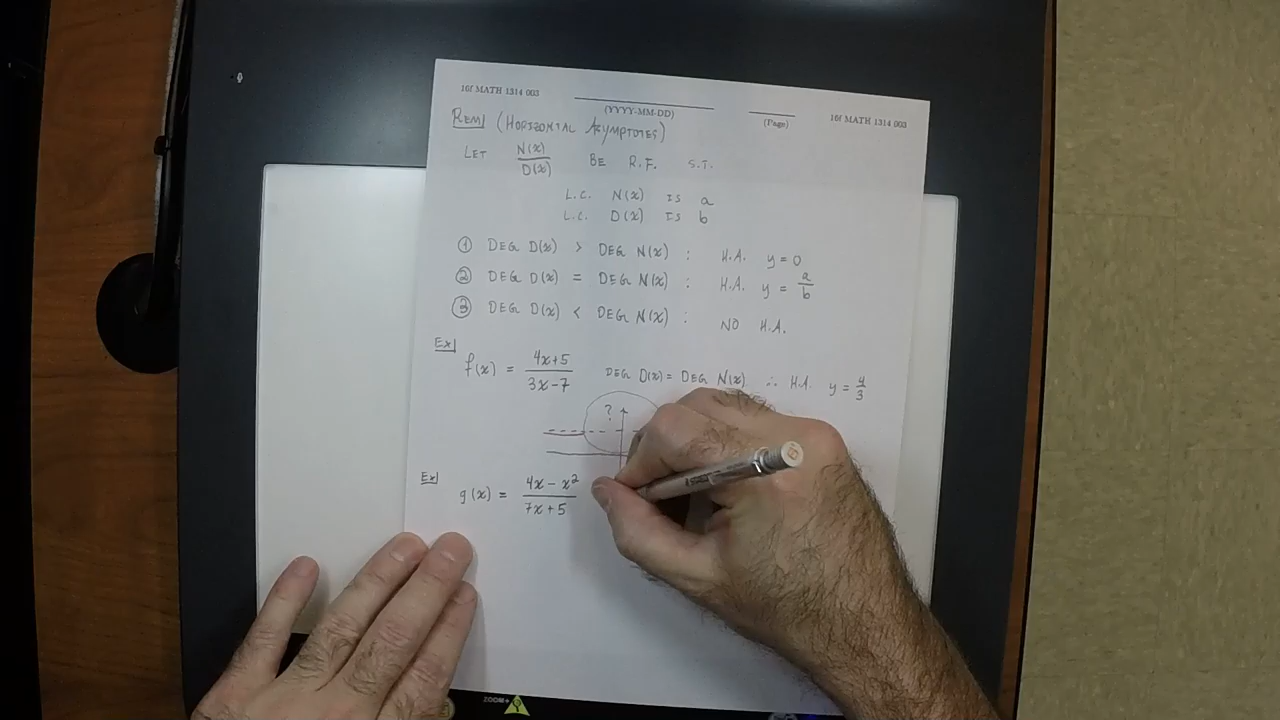 16f MATH 1314 003 (YYYY-MM-DD) (Page) 16f MATH 1314 003
REM (HORIZONTAL ASYMPTOTES)
LET N(x)/D(x) BE R.F. S.T.
L.C. N(x) IS a
L.C. D(x) IS b
① DEG D(x) > DEG N(x) : H.A. y = 0
② DEG D(x) = DEG N(x) : H.A. y = a/b
③ DEG D(x) < DEG N(x) : NO H.A.
Ex
f(x) = 4x+5/3x-7 DEG D(x) = DEG N(x) ∴ H.A. y = 4/3
?
Ex
g(x) = 4x - x²/7x+5
ZOOM+